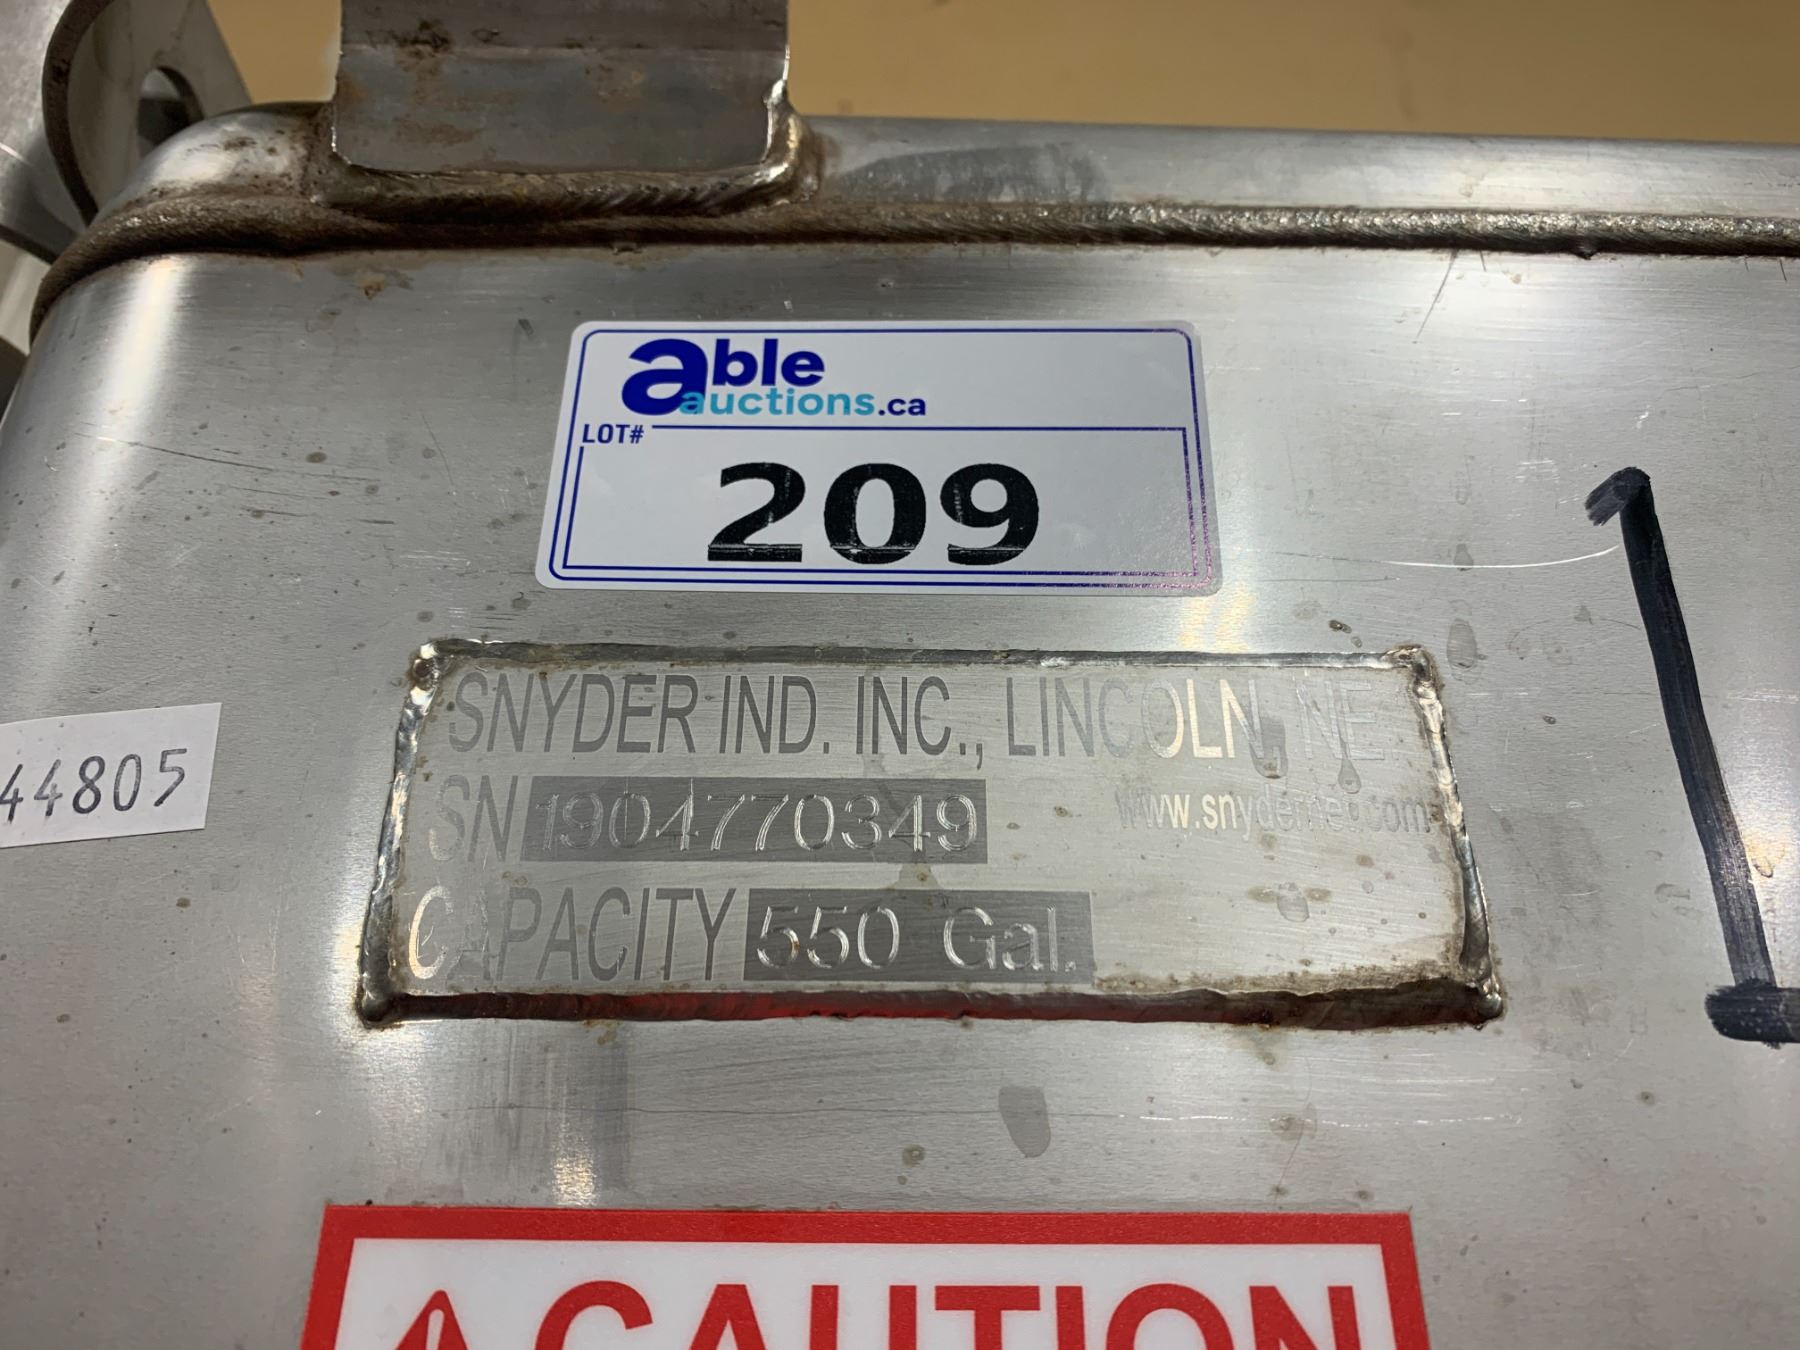 able
auctions.ca
LOT#
209
SNYDER IND. INC., LINCOLN, NE.
SN 1904770349
www.snydernet.com
CAPACITY 550 Gal.
44805
1
CAUTION